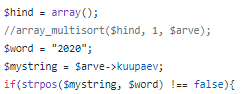 $hind = array();
//array_multisort($hind, 1, $arve);
$word = "2020";
$mystring = $arve->kuupaev;
if(strpos($mystring, $word) !== false){